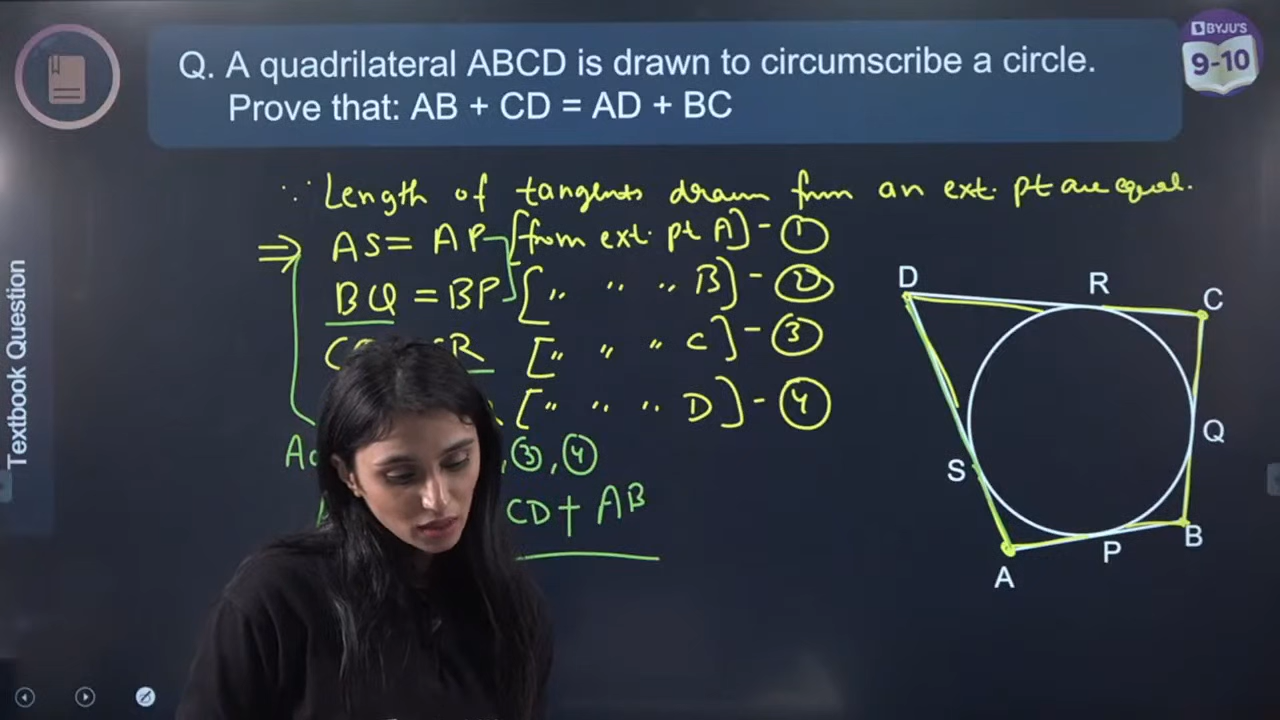 Q. A quadrilateral ABCD is drawn to circumscribe a circle.
Prove that: AB + CD = AD + BC
BYJU'S
9-10
Textbook Question
∵ Length of tangents drawn from an ext. pt are equal.
⇒ AS = AP [from ext. pt A] - ①
BQ = BP [〃 〃 〃 B] - ②
R [〃 〃 〃 C] - ③
[〃 〃 〃 D] - ④
, ③, ④
CD + AB
D
R
C
Q
S
B
P
A